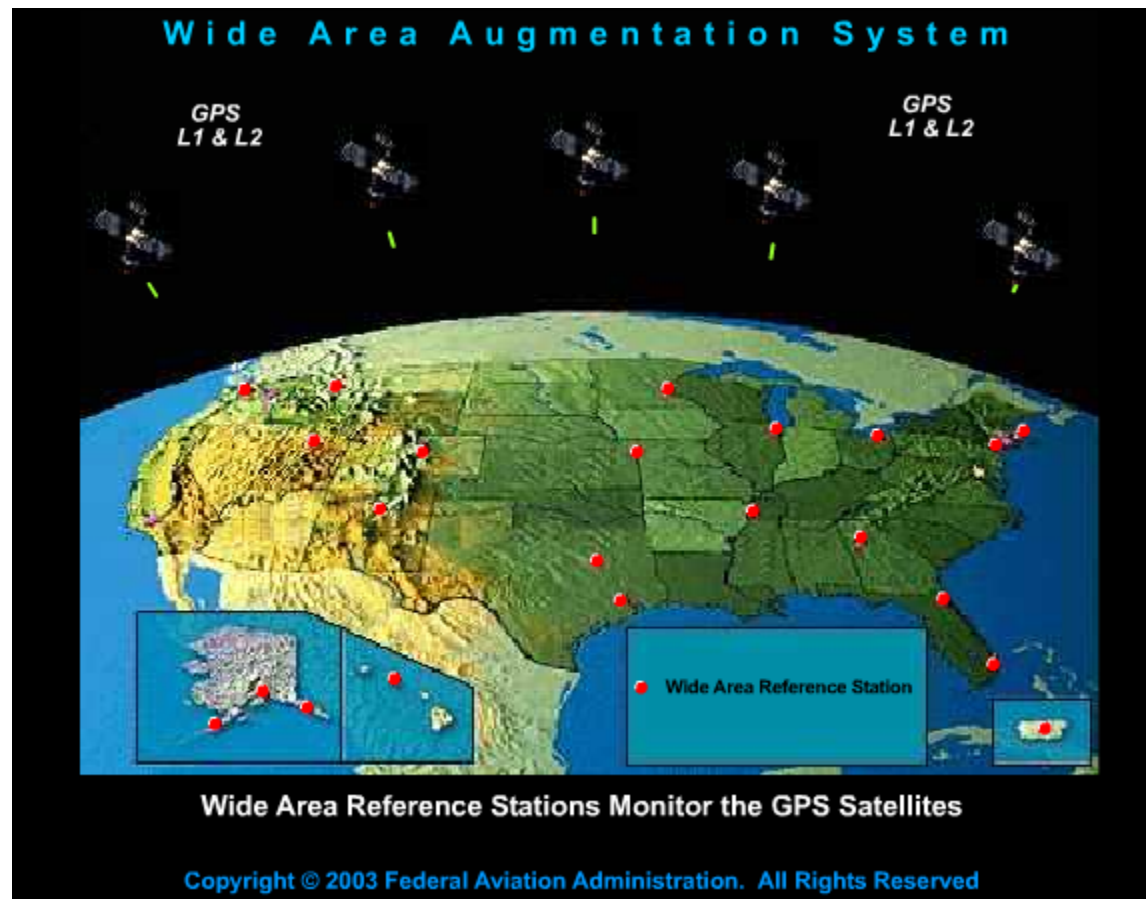 Wide Area Augmentation System
GPS
L1 & L2
GPS
L1 & L2
Wide Area Reference Station
Wide Area Reference Stations Monitor the GPS Satellites
Copyright © 2003 Federal Aviation Administration. All Rights Reserved